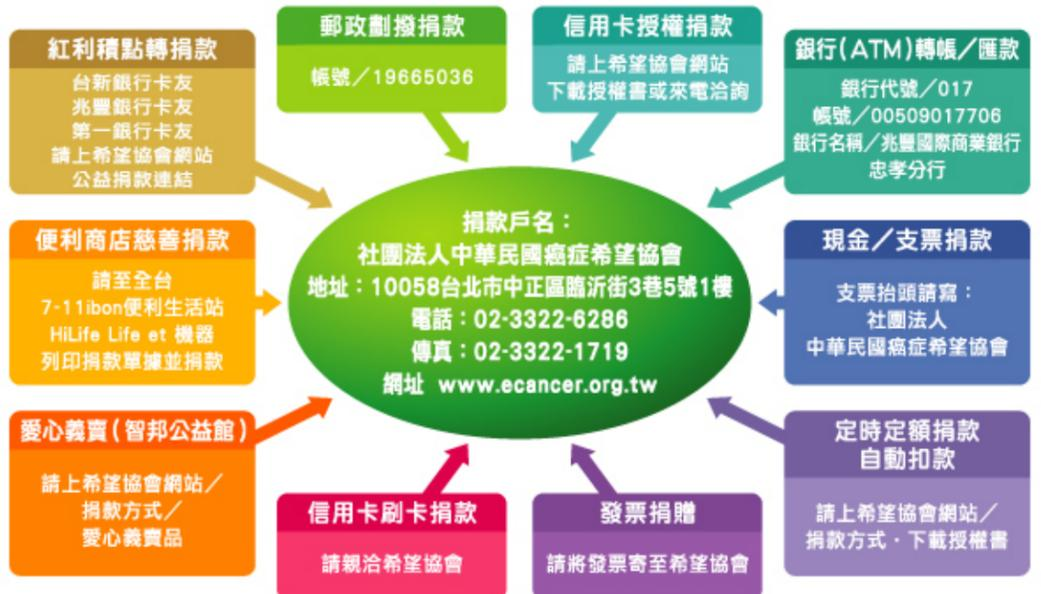 紅利積點轉捐款
台新銀行卡友
兆豐銀行卡友
第一銀行卡友
請上希望協會網站
公益捐款連結
郵政劃撥捐款
帳號／19665036
信用卡授權捐款
請上希望協會網站
下載授權書或來電洽詢
銀行(ATM)轉帳／匯款
銀行代號／017
帳號／00509017706
銀行名稱／兆豐國際商業銀行
忠孝分行
便利商店慈善捐款
請至全台
7-11ibon便利生活站
HiLife Life et 機器
列印捐款單據並捐款
捐款戶名：
社團法人中華民國癌症希望協會
地址：10058台北市中正區臨沂街3巷5號1樓
電話：02-3322-6286
傳真：02-3322-1719
網址 www.ecancer.org.tw
現金／支票捐款
支票抬頭請寫：
社團法人
中華民國癌症希望協會
愛心義賣(智邦公益館)
請上希望協會網站／
捐款方式／
愛心義賣品
信用卡刷卡捐款
請親洽希望協會
發票捐贈
請將發票寄至希望協會
定時定額捐款
自動扣款
請上希望協會網站／
捐款方式．下載授權書